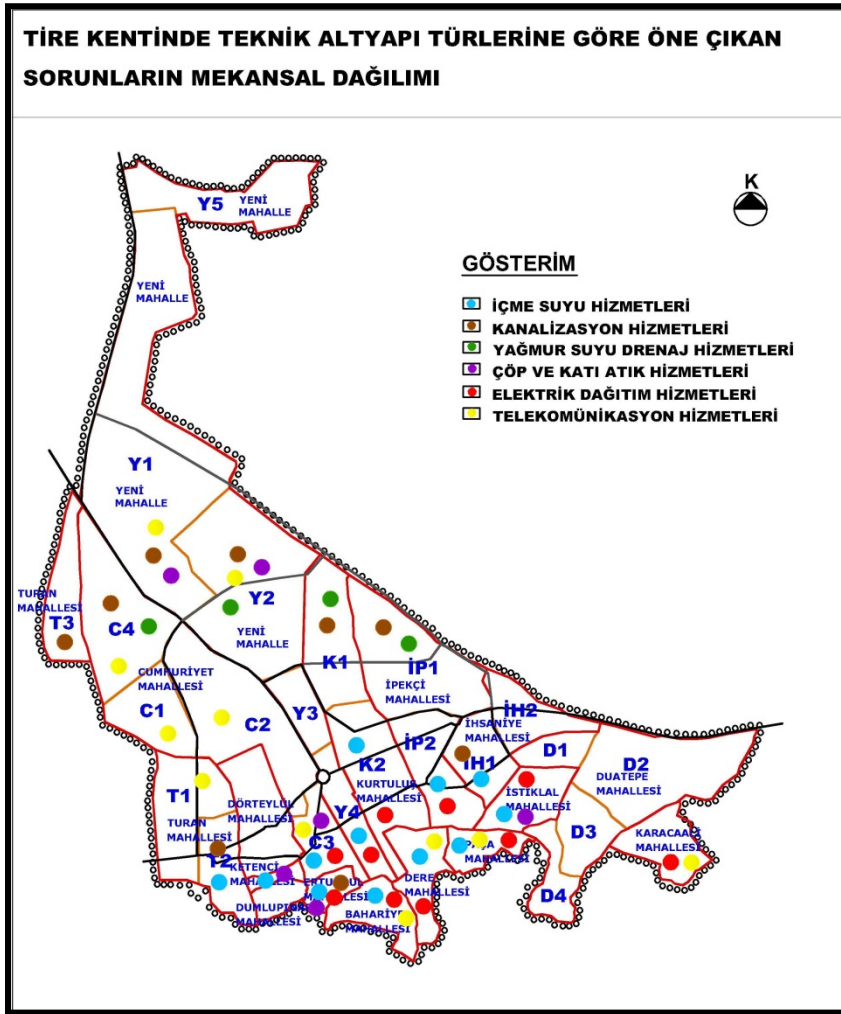 TİRE KENTİNDE TEKNİK ALTYAPI TÜRLERİNE GÖRE ÖNE ÇIKAN
SORUNLARIN MEKANSAL DAĞILIMI
K
Y5
YENİ
MAHALLE
YENİ
MAHALLE
GÖSTERİM
İÇME SUYU HİZMETLERİ
KANALİZASYON HİZMETLERİ
YAĞMUR SUYU DRENAJ HİZMETLERİ
ÇÖP VE KATI ATIK HİZMETLERİ
ELEKTRİK DAĞITIM HİZMETLERİ
TELEKOMÜNİKASYON HİZMETLERİ
Y1
YENİ
MAHALLE
TURAN
MAHALLESİ
T3
C4
Y2
YENİ
MAHALLE
K1
İP1
İPEKÇİ
MAHALLESİ
CUMHURİYET
MAHALLESİ
C1
C2
Y3
İH2
İHSANİYE
MAHALLESİ
İP2
İH1
D1
D2
DUATEPE
MAHALLESİ
K2
KURTULUŞ
MAHALLESİ
T1
TURAN
MAHALLESİ
DÖRTEYLÜL
MAHALLESİ
Y4
İSTİKLAL
MAHALLESİ
D3
KARACAALİ
MAHALLESİ
C3
T2
KETENCİ
MAHALLESİ
MAHALLESİ
DERE
MAHALLESİ
MAHALLESİ
D4
MAHALLESİ
BAHARİYE
MAHALLESİ